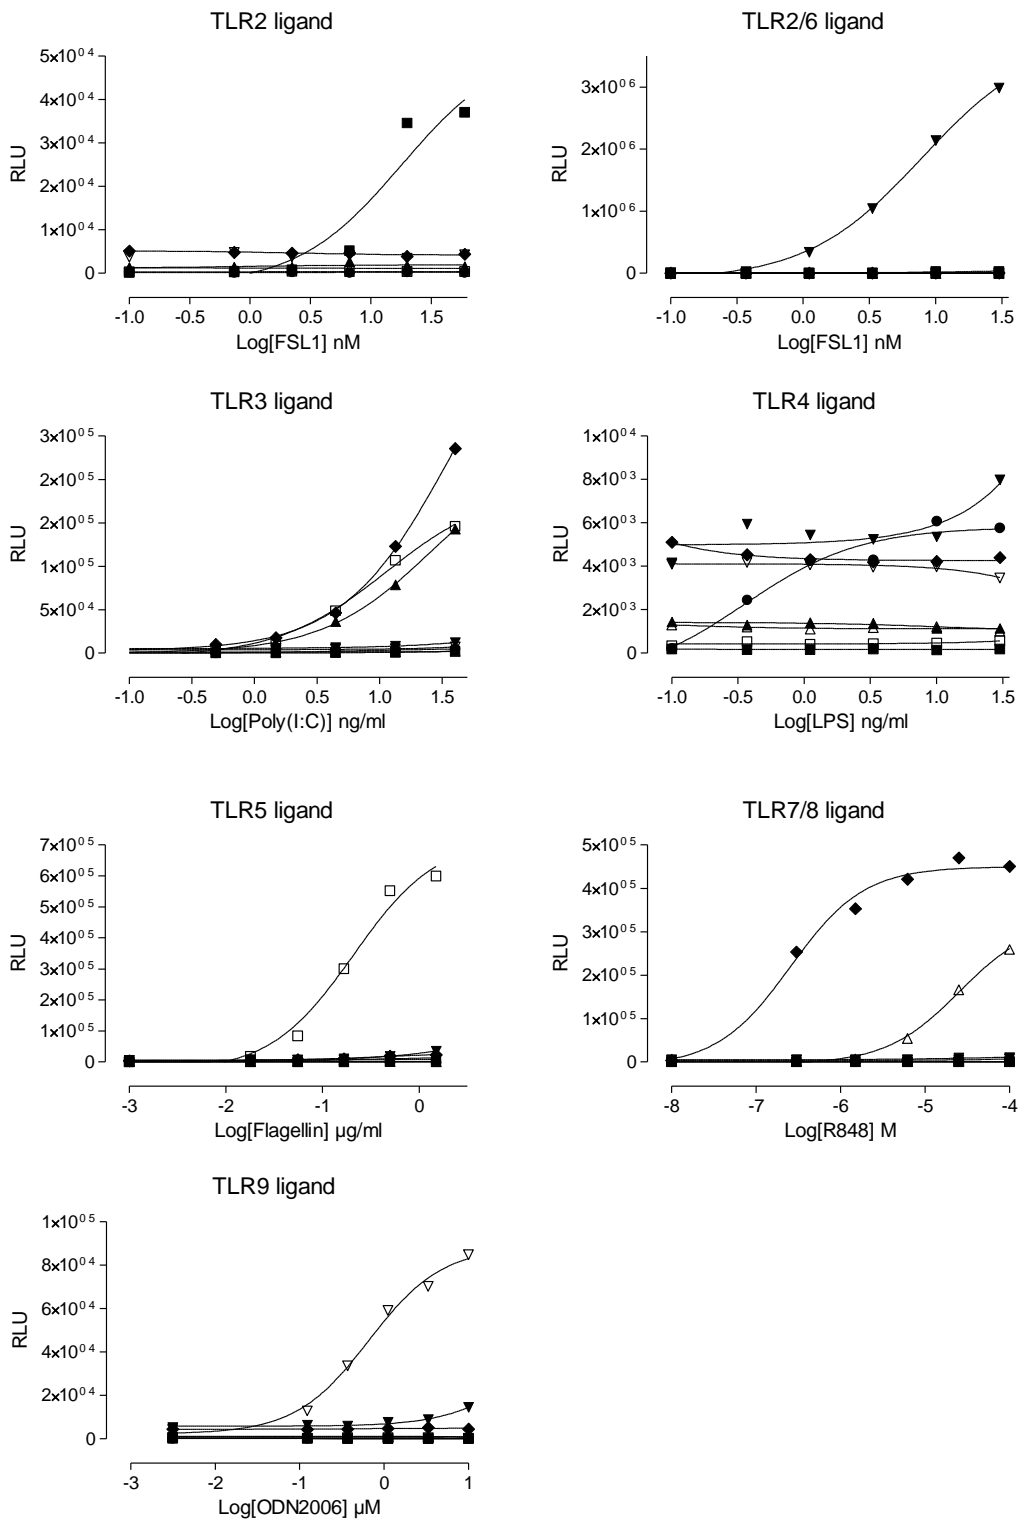 TLR2 ligand
5×10⁰⁴
4×10⁰⁴
3×10⁰⁴
2×10⁰⁴
1×10⁰⁴
0
RLU
-1.0 -0.5 0.0 0.5 1.0 1.5
Log[FSL1] nM
TLR2/6 ligand
3×10⁰⁶
2×10⁰⁶
1×10⁰⁶
0
RLU
-1.0 -0.5 0.0 0.5 1.0 1.5
Log[FSL1] nM
TLR3 ligand
3×10⁰⁵
2×10⁰⁵
2×10⁰⁵
1×10⁰⁵
5×10⁰⁴
0
RLU
-1.0 -0.5 0.0 0.5 1.0 1.5
Log[Poly(I:C)] ng/ml
TLR4 ligand
1×10⁰⁴
8×10⁰³
6×10⁰³
4×10⁰³
2×10⁰³
0
RLU
-1.0 -0.5 0.0 0.5 1.0 1.5
Log[LPS] ng/ml
TLR5 ligand
7×10⁰⁵
6×10⁰⁵
5×10⁰⁵
4×10⁰⁵
3×10⁰⁵
2×10⁰⁵
1×10⁰⁵
0
RLU
-3 -2 -1 0
Log[Flagellin] µg/ml
TLR7/8 ligand
5×10⁰⁵
4×10⁰⁵
3×10⁰⁵
2×10⁰⁵
1×10⁰⁵
0
RLU
-8 -7 -6 -5 -4
Log[R848] M
TLR9 ligand
1×10⁰⁵
8×10⁰⁴
6×10⁰⁴
4×10⁰⁴
2×10⁰⁴
0
RLU
-3 -2 -1 0 1
Log[ODN2006] µM